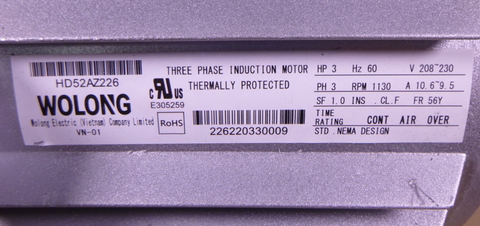 HD52AZ226
WOLONG
Wolong Electric (Vietnam) Company Limited
VN-01
c UL us
E305259
RoHS
THREE PHASE INDUCTION MOTOR
THERMALLY PROTECTED
226220330009
HP 3 Hz 60 V 208~230
PH 3 RPM 1130 A 10.6~9.5
SF 1.0 INS .CL.F FR 56Y
TIME RATING CONT AIR OVER
STD.NEMA DESIGN